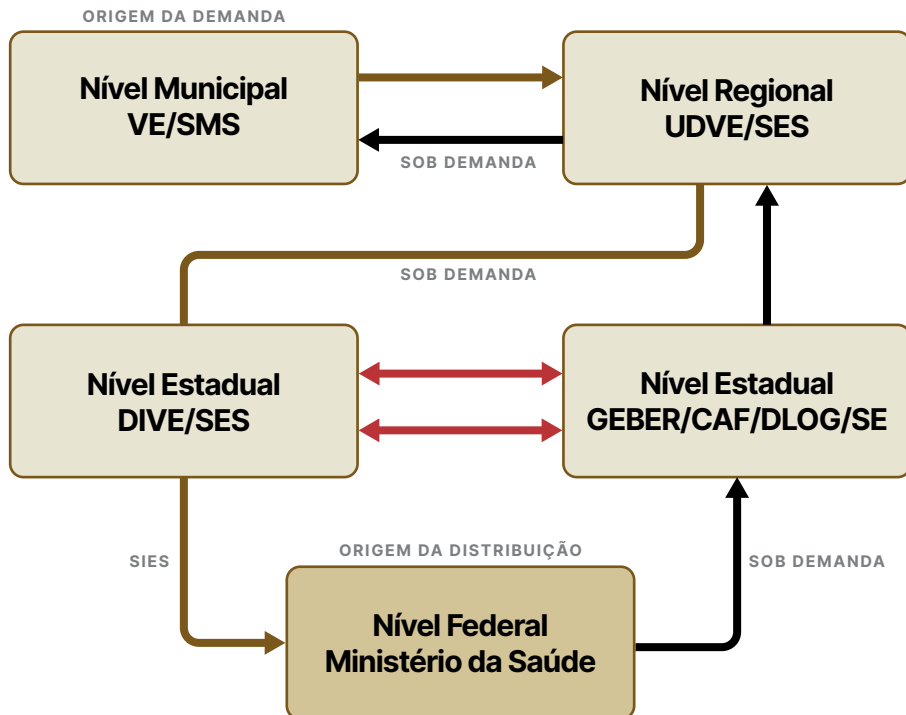 ORIGEM DA DEMANDA
Nível Municipal
VE/SMS
Nível Regional
UDVE/SES
SOB DEMANDA
SOB DEMANDA
Nível Estadual
DIVE/SES
Nível Estadual
GEBER/CAF/DLOG/SE
SIES
ORIGEM DA DISTRIBUIÇÃO
SOB DEMANDA
Nível Federal
Ministério da Saúde